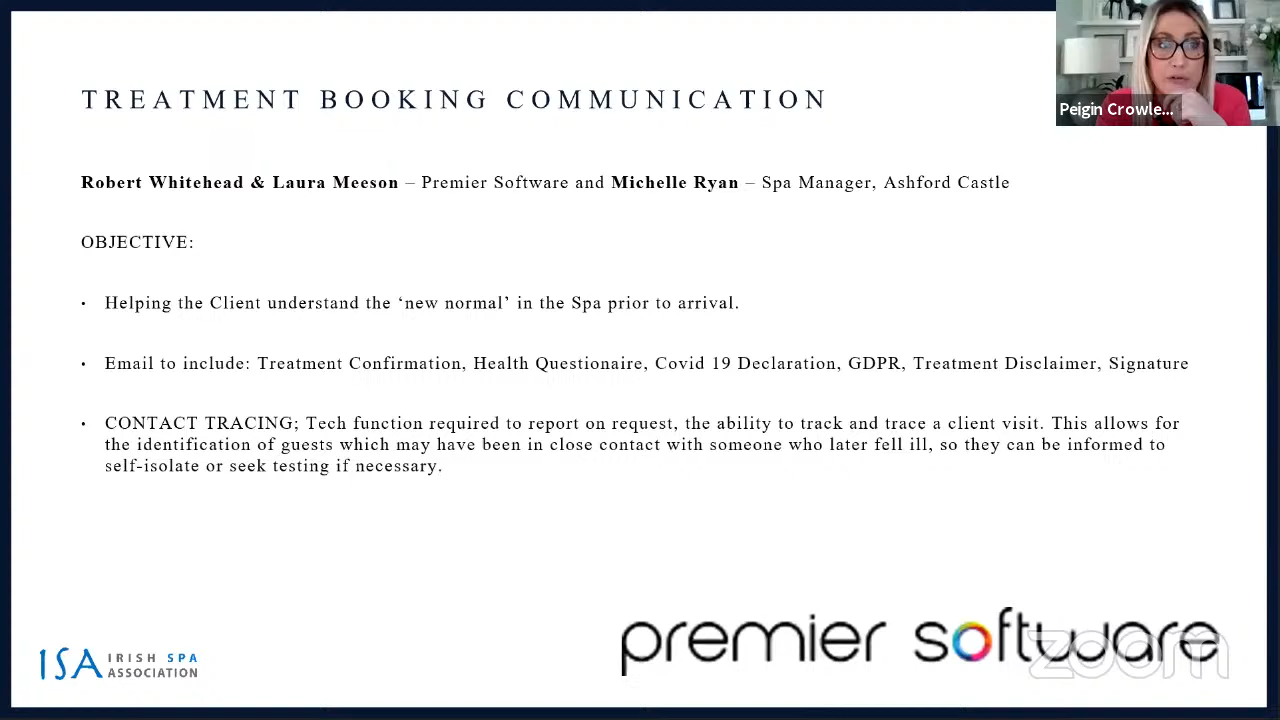 TREATMENT BOOKING COMMUNICATION
Peigin Crowle...
Robert Whitehead & Laura Meeson – Premier Software and Michelle Ryan – Spa Manager, Ashford Castle
OBJECTIVE:
• Helping the Client understand the ‘new normal’ in the Spa prior to arrival.
• Email to include: Treatment Confirmation, Health Questionaire, Covid 19 Declaration, GDPR, Treatment Disclaimer, Signature
• CONTACT TRACING; Tech function required to report on request, the ability to track and trace a client visit. This allows for
the identification of guests which may have been in close contact with someone who later fell ill, so they can be informed to
self-isolate or seek testing if necessary.
premier software
zoom
ISA IRISH SPA
ASSOCIATION